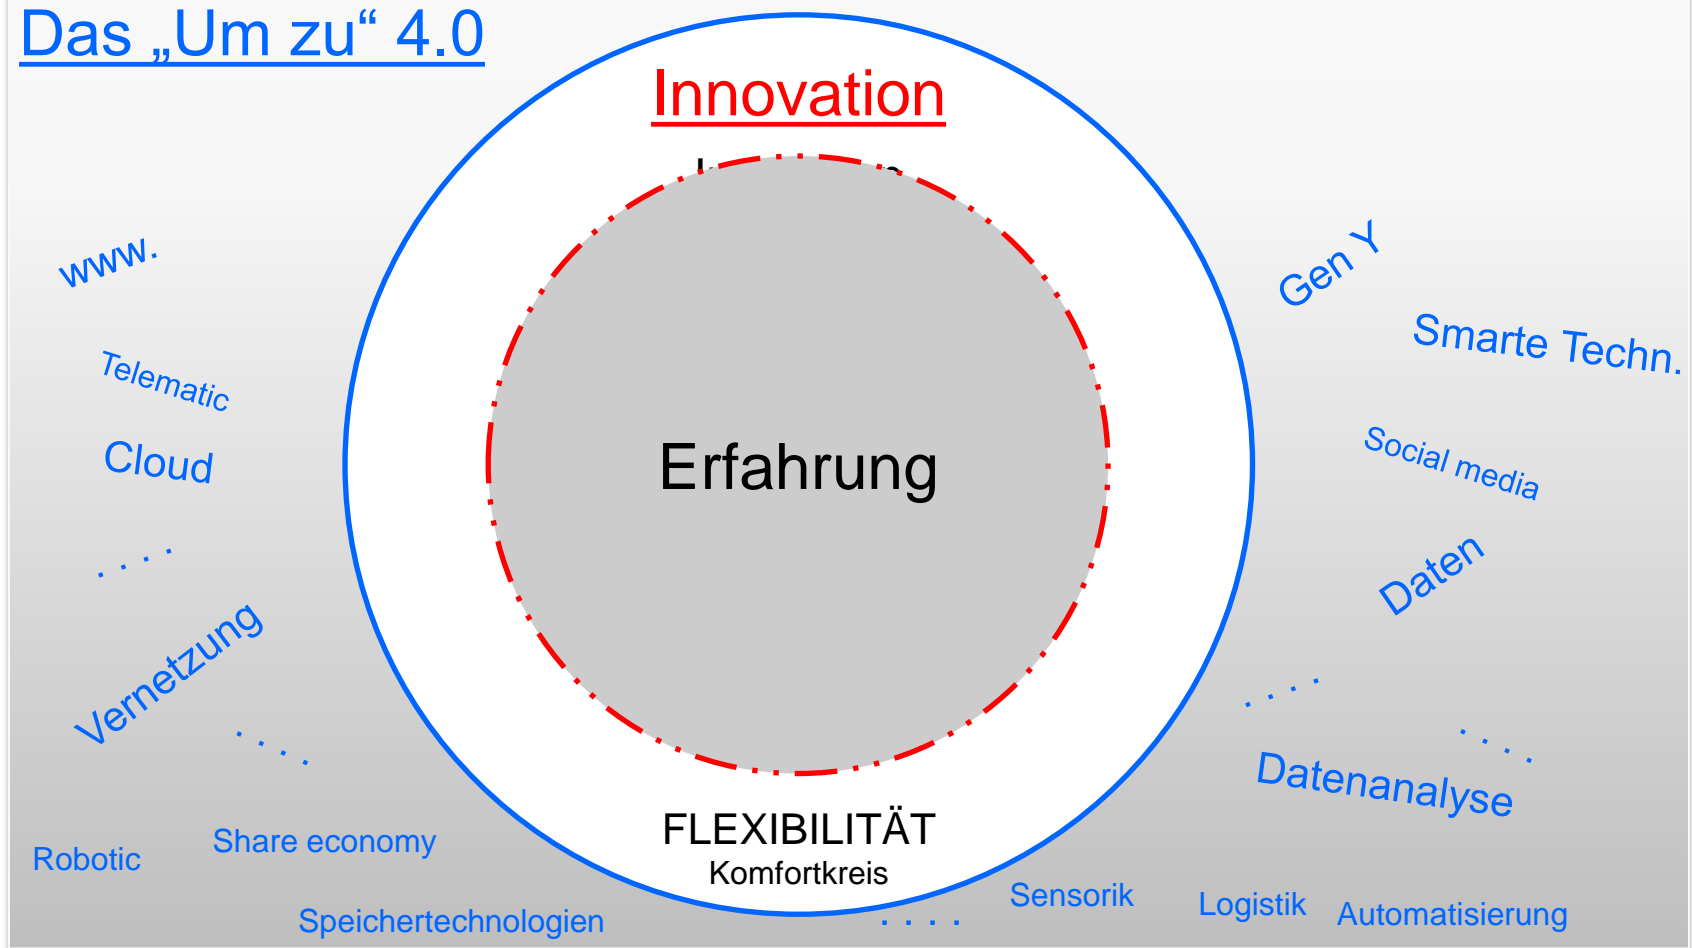 Das „Um zu“ 4.0
Innovation
www.
Gen Y
Smarte Techn.
Telematic
Cloud
Social media
Erfahrung
. . . .
Daten
Vernetzung
. . . .
. . . .
. . . .
Datenanalyse
FLEXIBILITÄT
Komfortkreis
Robotic
Share economy
Speichertechnologien
. . . .
Sensorik
Logistik
Automatisierung